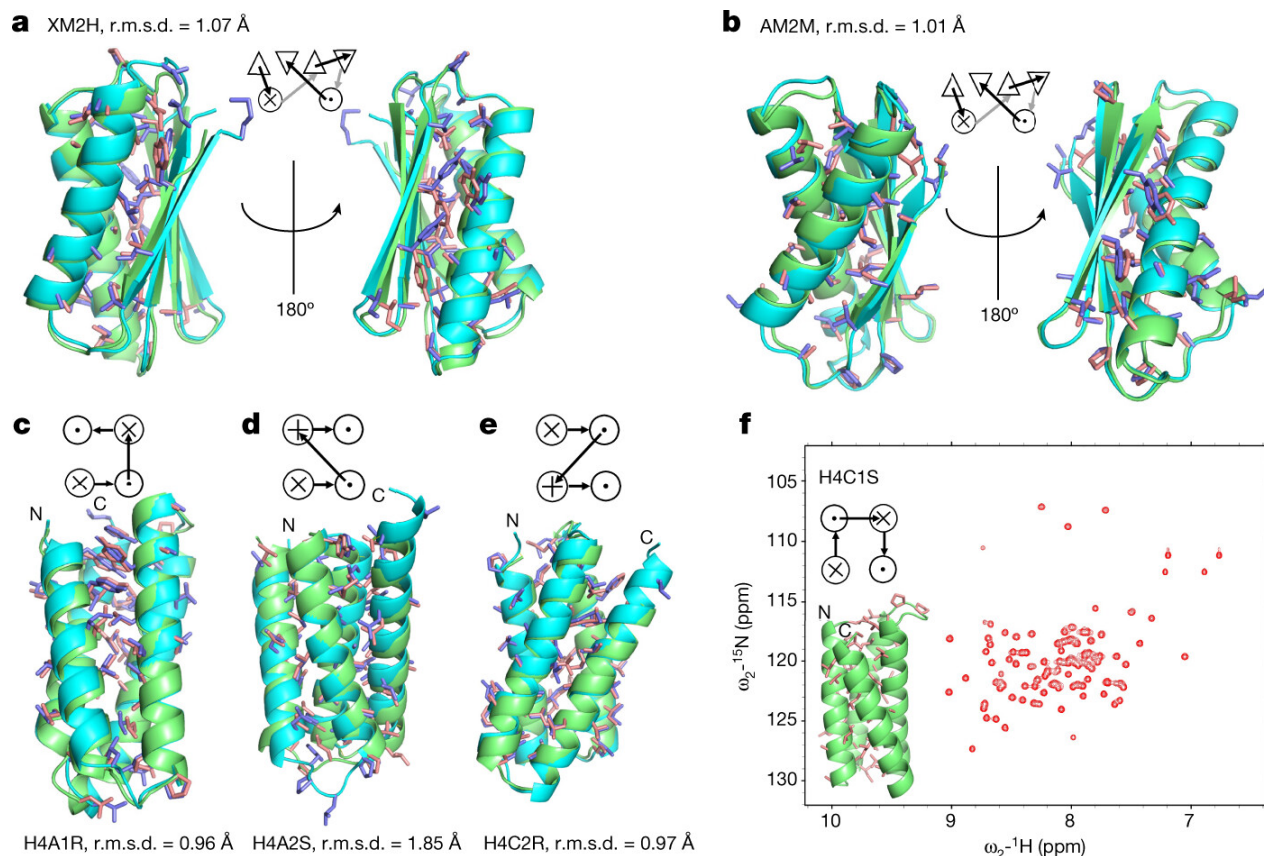 a XM2H, r.m.s.d. = 1.07 Å
180º
b AM2M, r.m.s.d. = 1.01 Å
180º
c
N
C
H4A1R, r.m.s.d. = 0.96 Å
d
N
C
H4A2S, r.m.s.d. = 1.85 Å
e
N
C
H4C2R, r.m.s.d. = 0.97 Å
f
H4C1S
N
C
105
110
115
120
125
130
ω₂-¹⁵N (ppm)
10 9 8 7
ω₂-¹H (ppm)